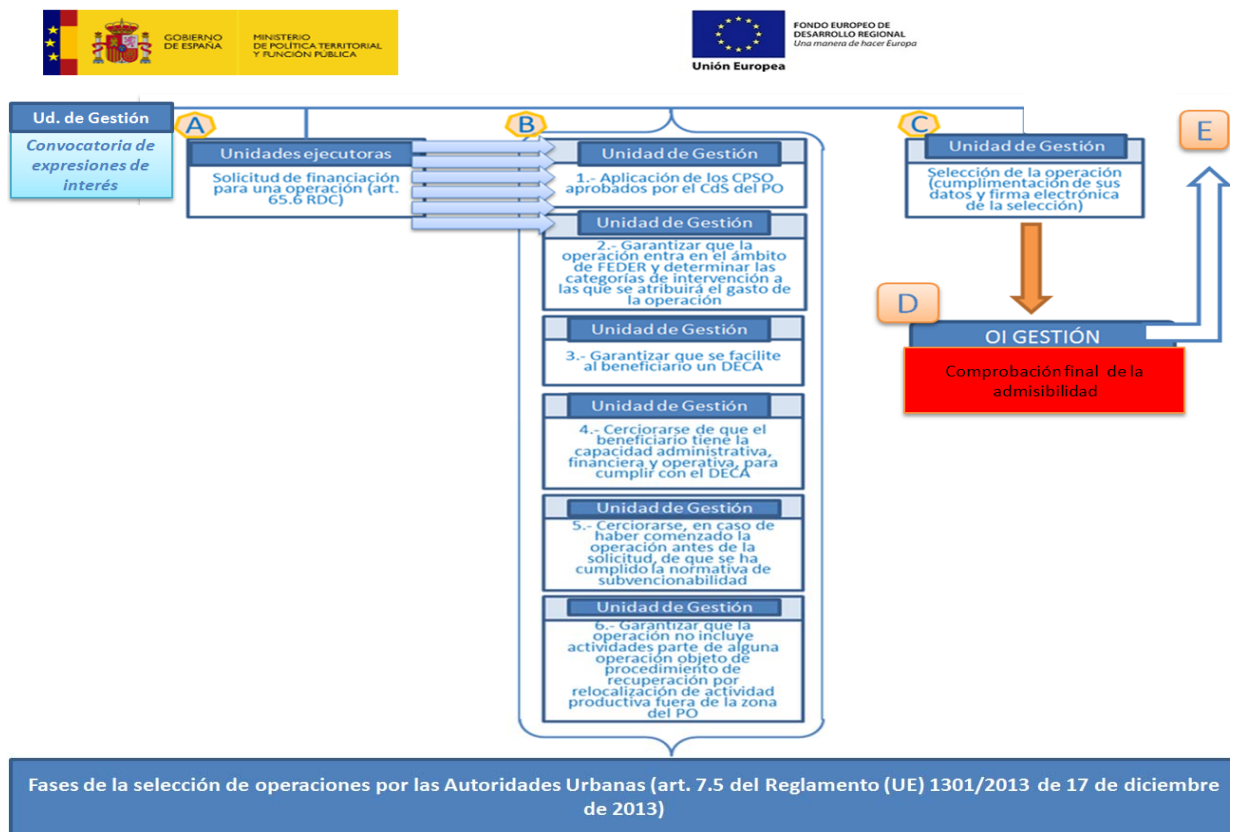 GOBIERNO
DE ESPAÑA
MINISTERIO
DE POLÍTICA TERRITORIAL
Y FUNCIÓN PÚBLICA
Unión Europea
FONDO EUROPEO DE
DESARROLLO REGIONAL
Una manera de hacer Europa
Ud. de Gestión
Convocatoria de
expresiones de
interés
A
Unidades ejecutoras
Solicitud de financiación
para una operación (art.
65.6 RDC)
B
Unidad de Gestión
1.- Aplicación de los CPSO
aprobados por el CdS del PO
Unidad de Gestión
2.- Garantizar que la
operación entra en el ámbito
de FEDER y determinar las
categorías de intervención a
las que se atribuirá el gasto de
la operación
Unidad de Gestión
3.- Garantizar que se facilite
al beneficiario un DECA
Unidad de Gestión
4.- Cerciorarse de que el
beneficiario tiene la
capacidad administrativa,
financiera y operativa, para
cumplir con el DECA
Unidad de Gestión
5.- Cerciorarse, en caso de
haber comenzado la
operación antes de la
solicitud, de que se ha
cumplido la normativa de
subvencionabilidad
Unidad de Gestión
6.- Garantizar que la
operación no incluye
actividades parte de alguna
operación objeto de
procedimiento de
recuperación por
relocalización de actividad
productiva fuera de la zona
del PO
C
Unidad de Gestión
Selección de la operación
(cumplimentación de sus
datos y firma electrónica
de la selección)
D
OI GESTIÓN
Comprobación final de la
admisibilidad
E
Fases de la selección de operaciones por las Autoridades Urbanas (art. 7.5 del Reglamento (UE) 1301/2013 de 17 de diciembre
de 2013)